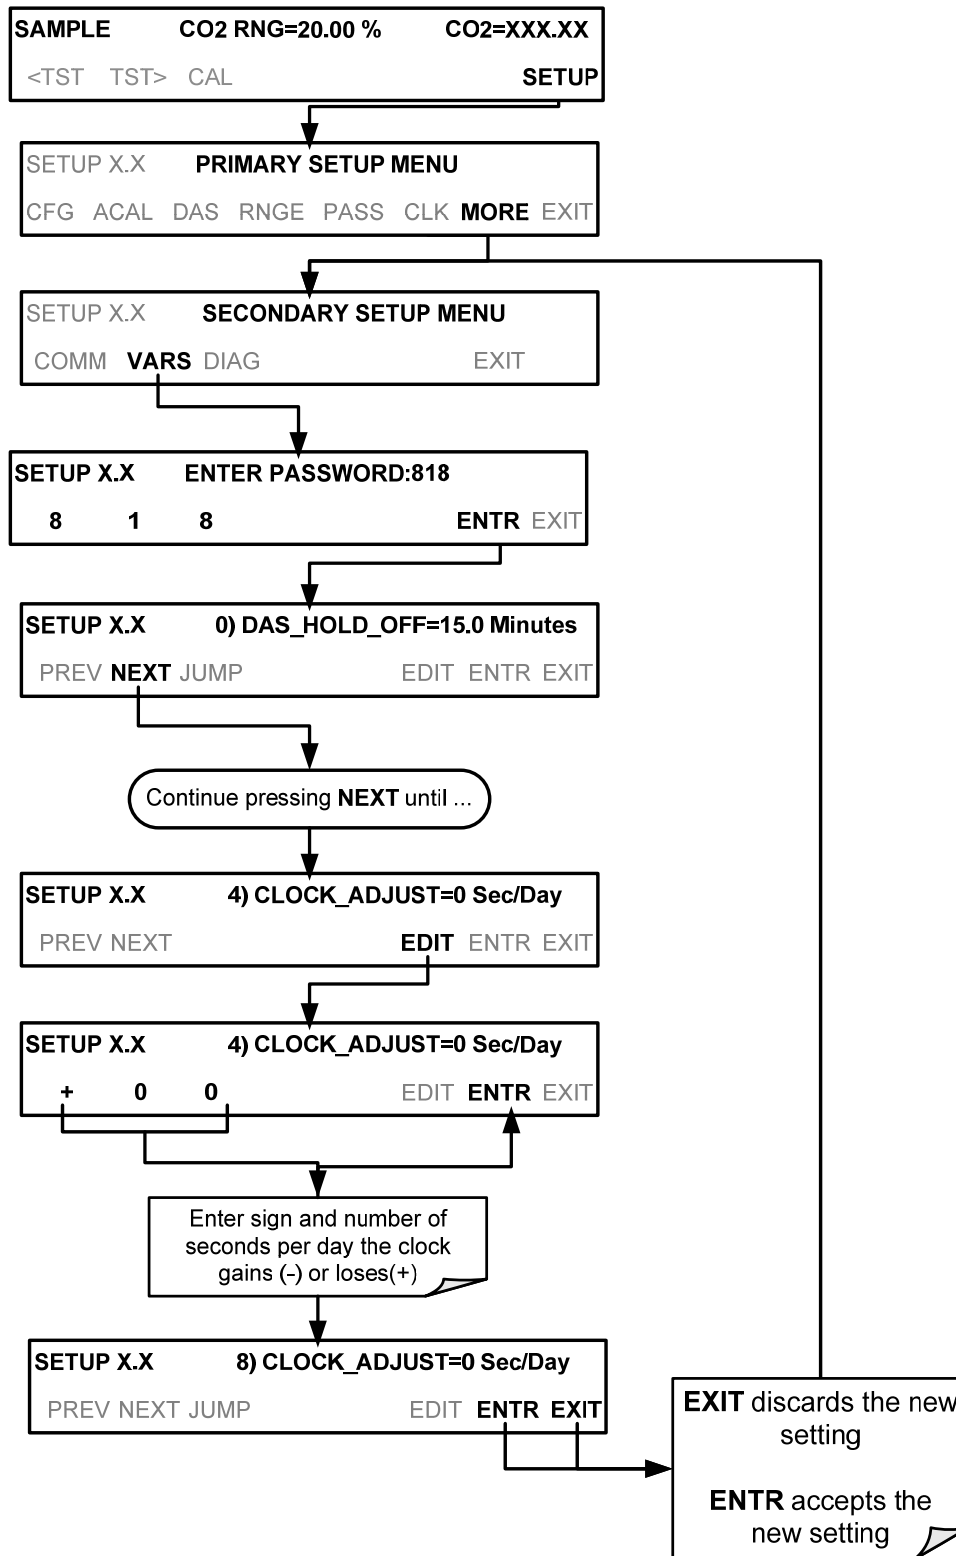 SAMPLE CO2 RNG=20.00 % CO2=XXX.XX
<TST TST> CAL SETUP
SETUP X.X PRIMARY SETUP MENU
CFG ACAL DAS RNGE PASS CLK MORE EXIT
SETUP X.X SECONDARY SETUP MENU
COMM VARS DIAG EXIT
SETUP X.X ENTER PASSWORD:818
8 1 8 ENTR EXIT
SETUP X.X 0) DAS_HOLD_OFF=15.0 Minutes
PREV NEXT JUMP EDIT ENTR EXIT
Continue pressing NEXT until ...
SETUP X.X 4) CLOCK_ADJUST=0 Sec/Day
PREV NEXT EDIT ENTR EXIT
SETUP X.X 4) CLOCK_ADJUST=0 Sec/Day
+ 0 0 EDIT ENTR EXIT
Enter sign and number of
seconds per day the clock
gains (-) or loses(+)
SETUP X.X 8) CLOCK_ADJUST=0 Sec/Day
PREV NEXT JUMP EDIT ENTR EXIT
EXIT discards the new
setting
ENTR accepts the
new setting